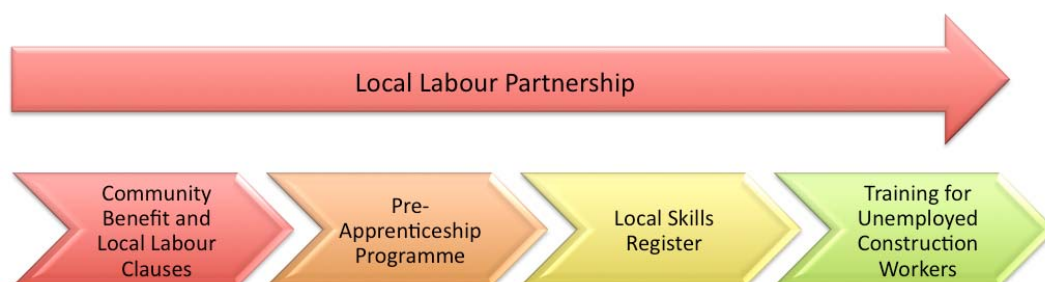 Local Labour Partnership
Community
Benefit and
Local Labour
Clauses
Pre-
Apprenticeship
Programme
Local Skills
Register
Training for
Unemployed
Construction
Workers